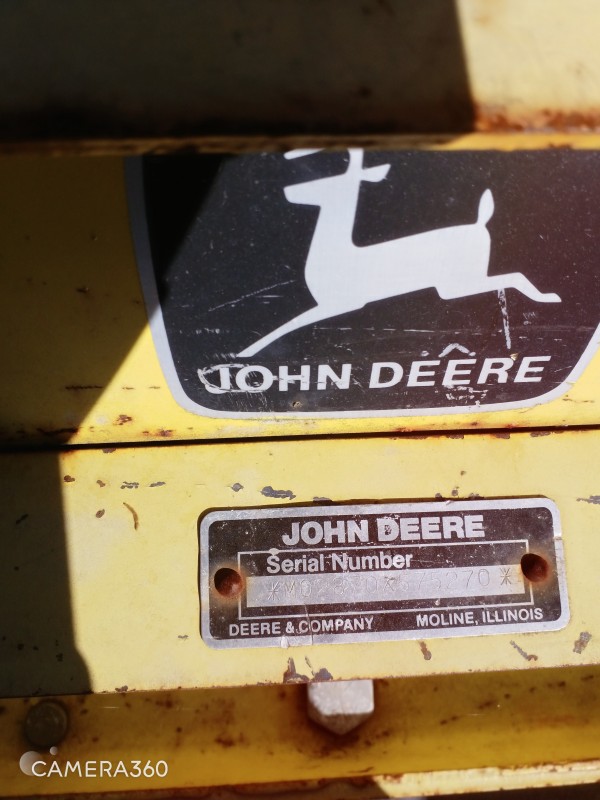 JOHN DEERE
JOHN DEERE
Serial Number
DEERE & COMPANY MOLINE, ILLINOIS
CAMERA360